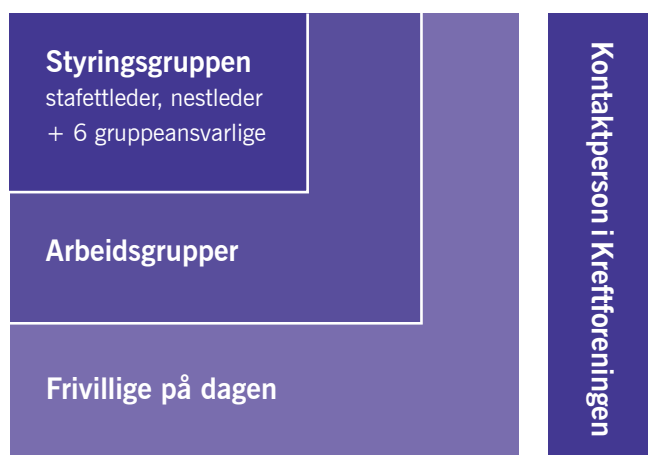 Styringsgruppen
stafettleder, nestleder
+ 6 gruppeansvarlige
Arbeidsgrupper
Frivillige på dagen
Kontaktperson i Kreftforeningen